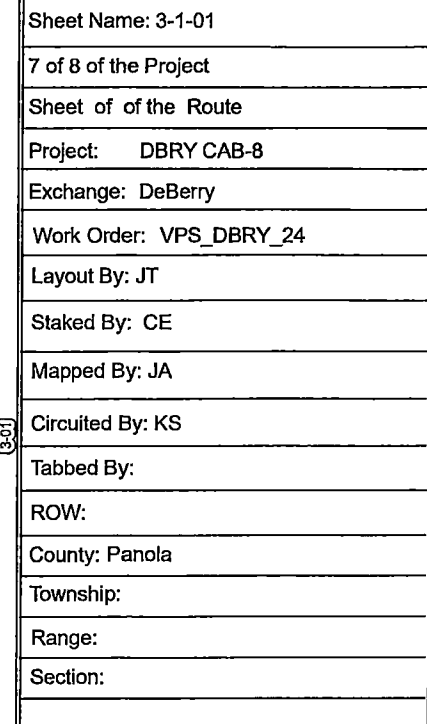 Sheet Name: 3-1-01
7 of 8 of the Project
Sheet of of the Route
Project: DBRY CAB-8
Exchange: DeBerry
Work Order: VPS_DBRY_24
Layout By: JT
Staked By: CE
Mapped By: JA
Circuited By: KS
3-01
Tabbed By:
ROW:
County: Panola
Township:
Range:
Section: